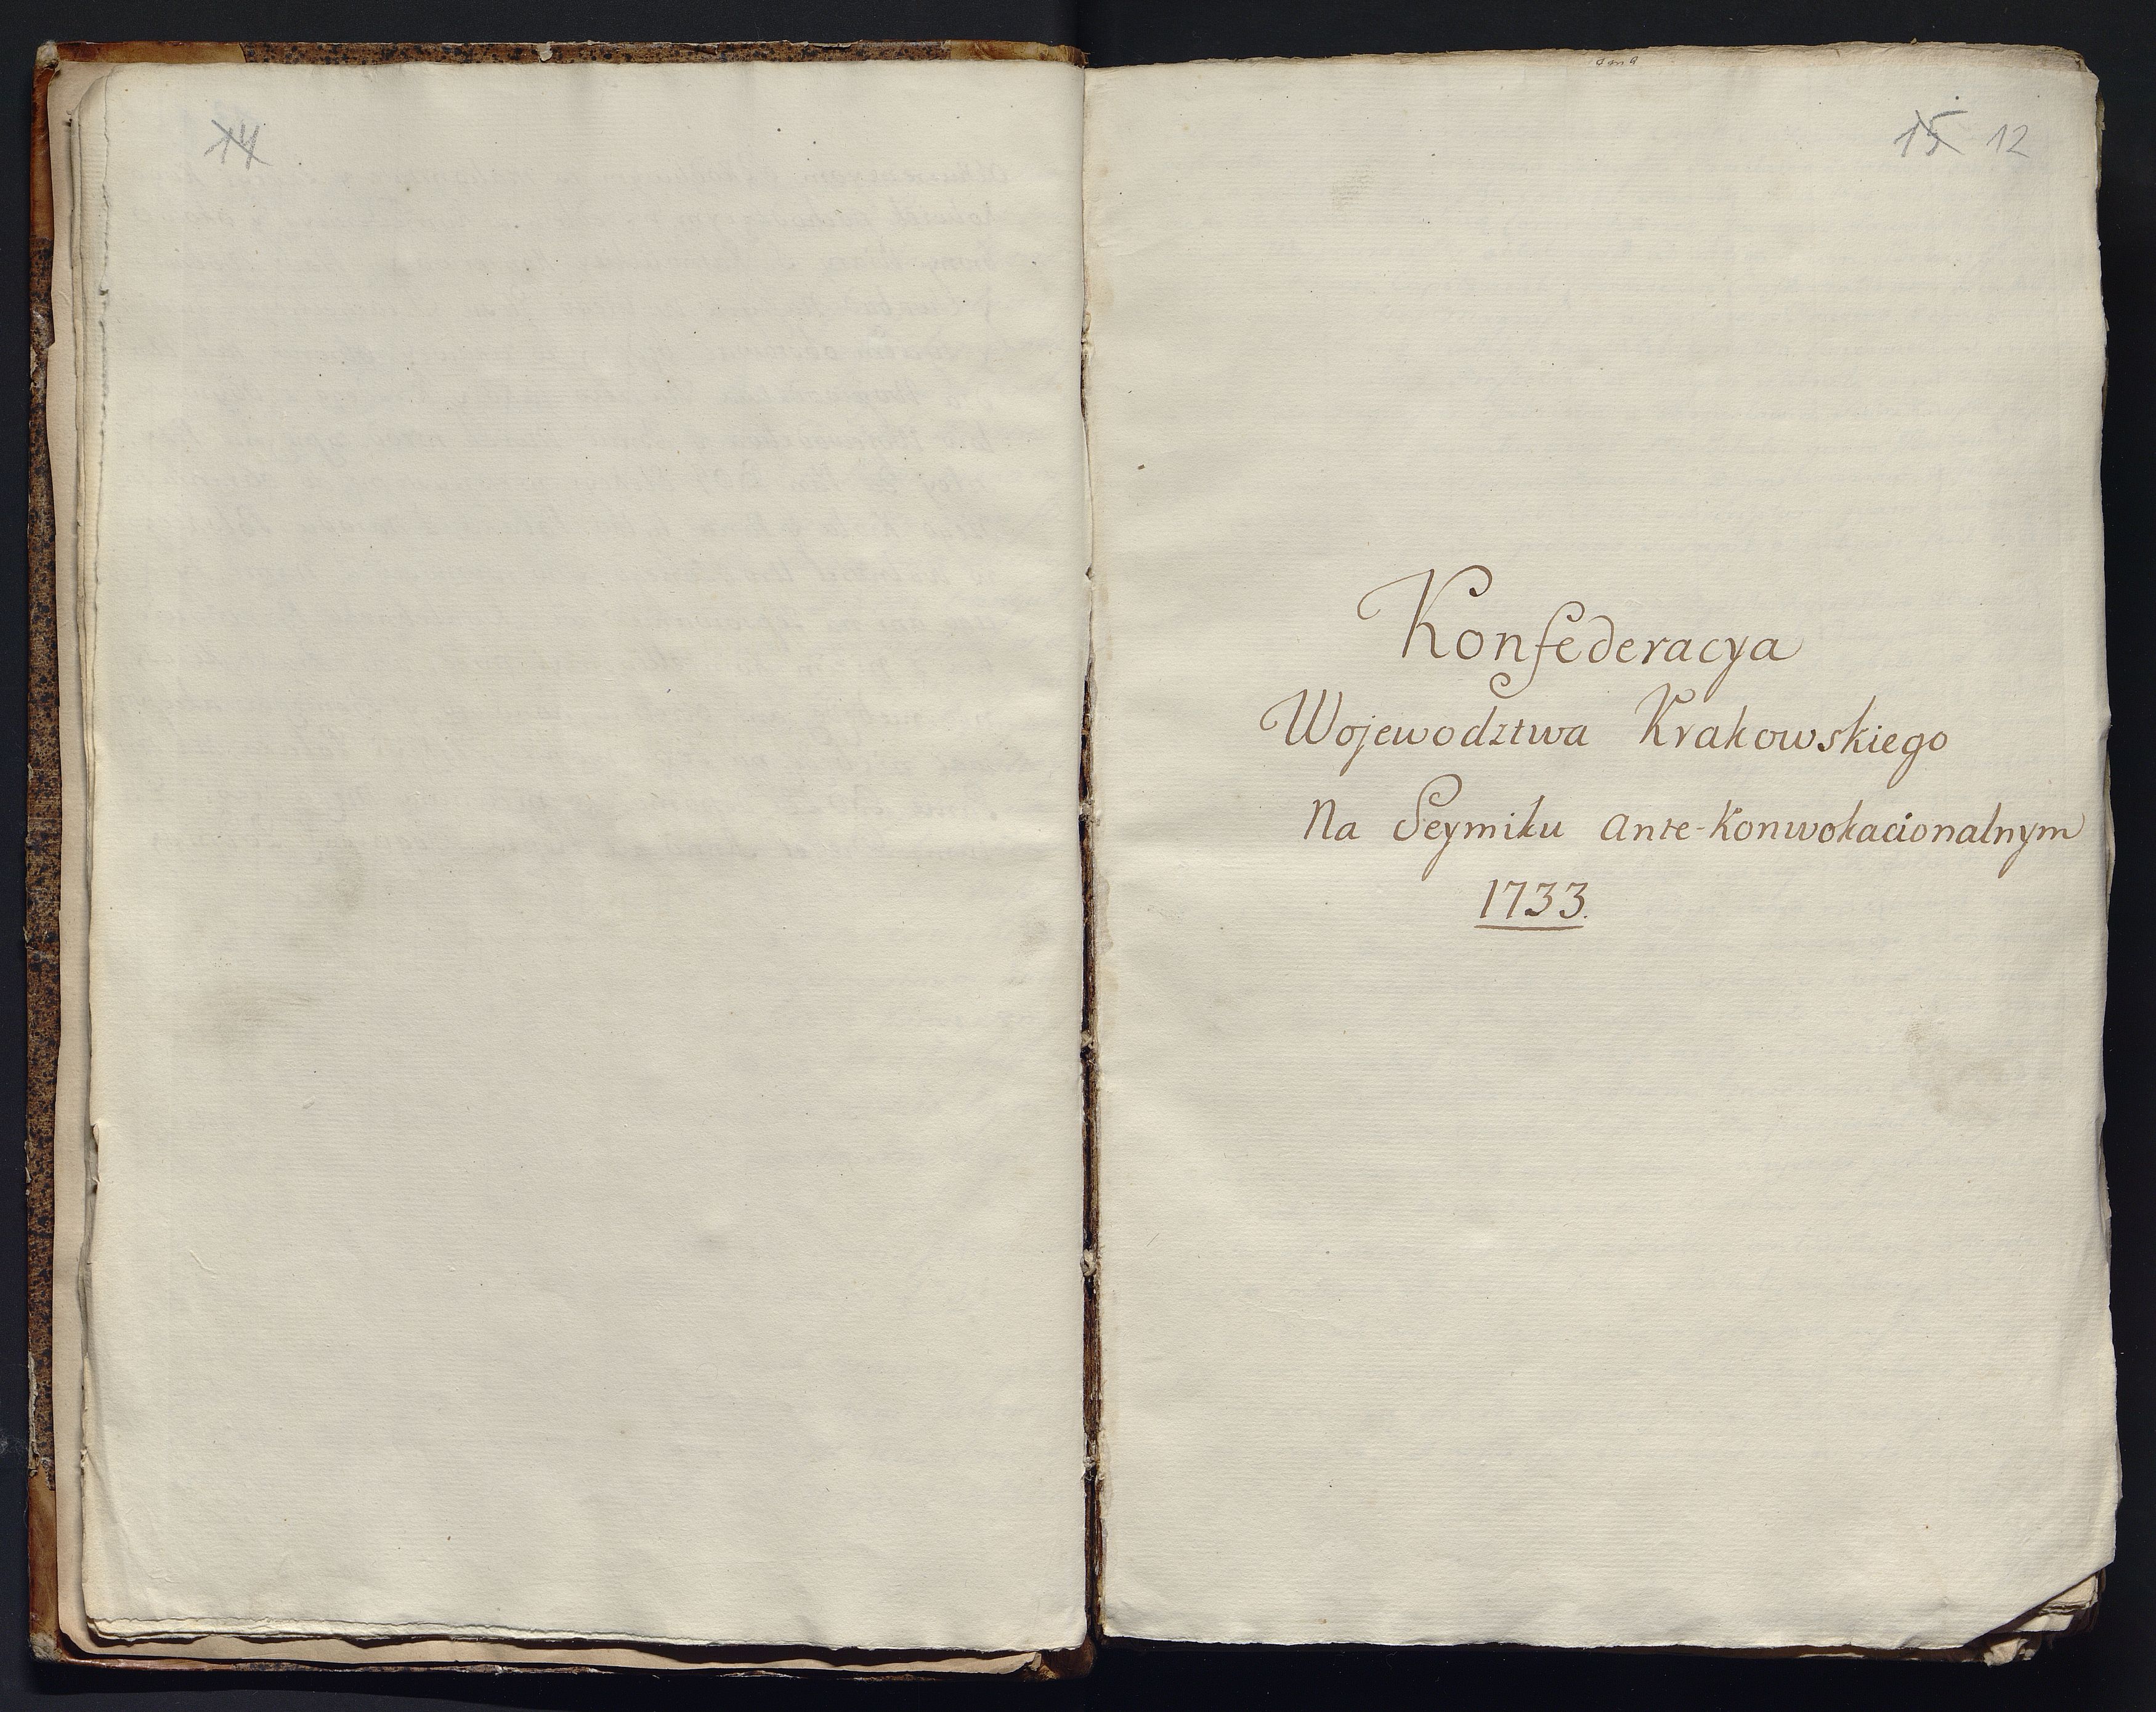 14
15 12
Konfederacya
Wojewodztwa Krakowskiego
Na Seymiku Ante-Konwokacionalnym
1733.